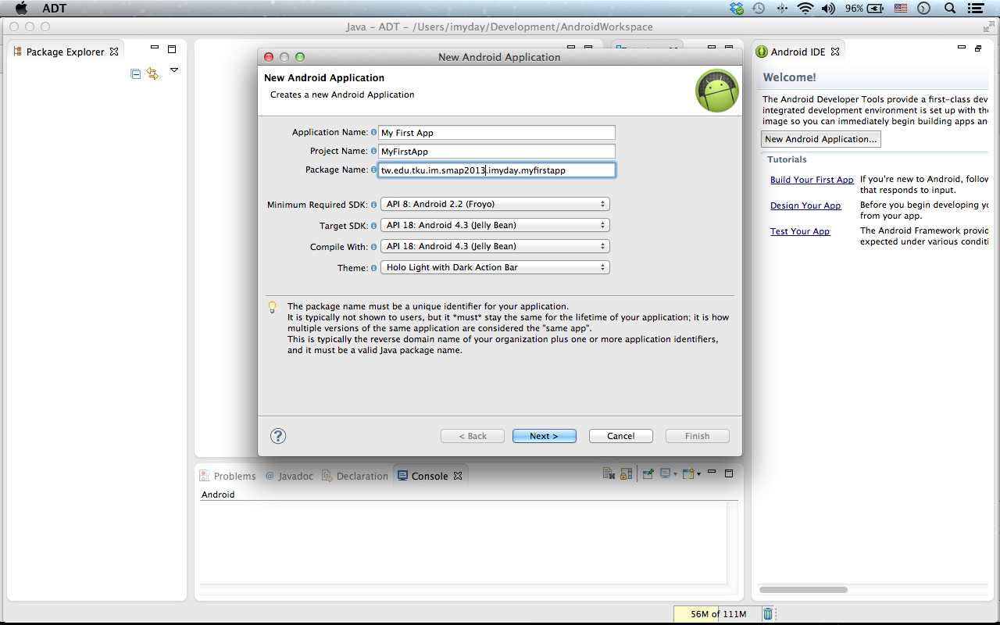 ADT
96%
Java – ADT – /Users/imyday/Development/AndroidWorkspace
Package Explorer
New Android Application
New Android Application
Creates a new Android Application
Application Name: My First App
Project Name: MyFirstApp
Package Name: tw.edu.tku.im.smap2013.imyday.myfirstapp
Minimum Required SDK: API 8: Android 2.2 (Froyo)
Target SDK: API 18: Android 4.3 (Jelly Bean)
Compile With: API 18: Android 4.3 (Jelly Bean)
Theme: Holo Light with Dark Action Bar
The package name must be a unique identifier for your application.
It is typically not shown to users, but it *must* stay the same for the lifetime of your application; it is how
multiple versions of the same application are considered the "same app".
This is typically the reverse domain name of your organization plus one or more application identifiers,
and it must be a valid Java package name.
? < Back Next > Cancel Finish
Android IDE
Welcome!
The Android Developer Tools provide a first-class dev
integrated development environment is set up with the
image so you can immediately begin building apps an
New Android Application...
Tutorials
Build Your First App If you're new to Android, follow
that responds to input.
Design Your App Before you begin developing yo
from your app.
Test Your App The Android Framework provid
expected under various conditi
Problems @ Javadoc Declaration Console
Android
56M of 111M